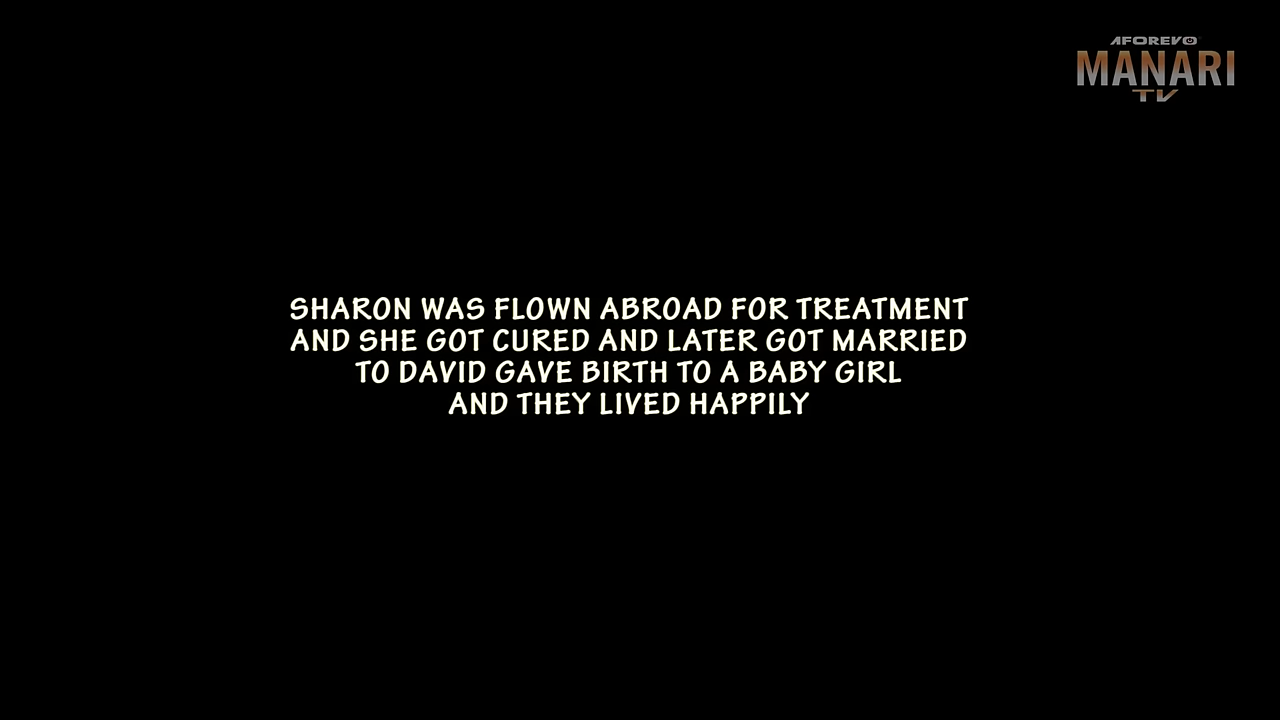 AFOREVO
MANARI
TV
SHARON WAS FLOWN ABROAD FOR TREATMENT
AND SHE GOT CURED AND LATER GOT MARRIED
TO DAVID GAVE BIRTH TO A BABY GIRL
AND THEY LIVED HAPPILY